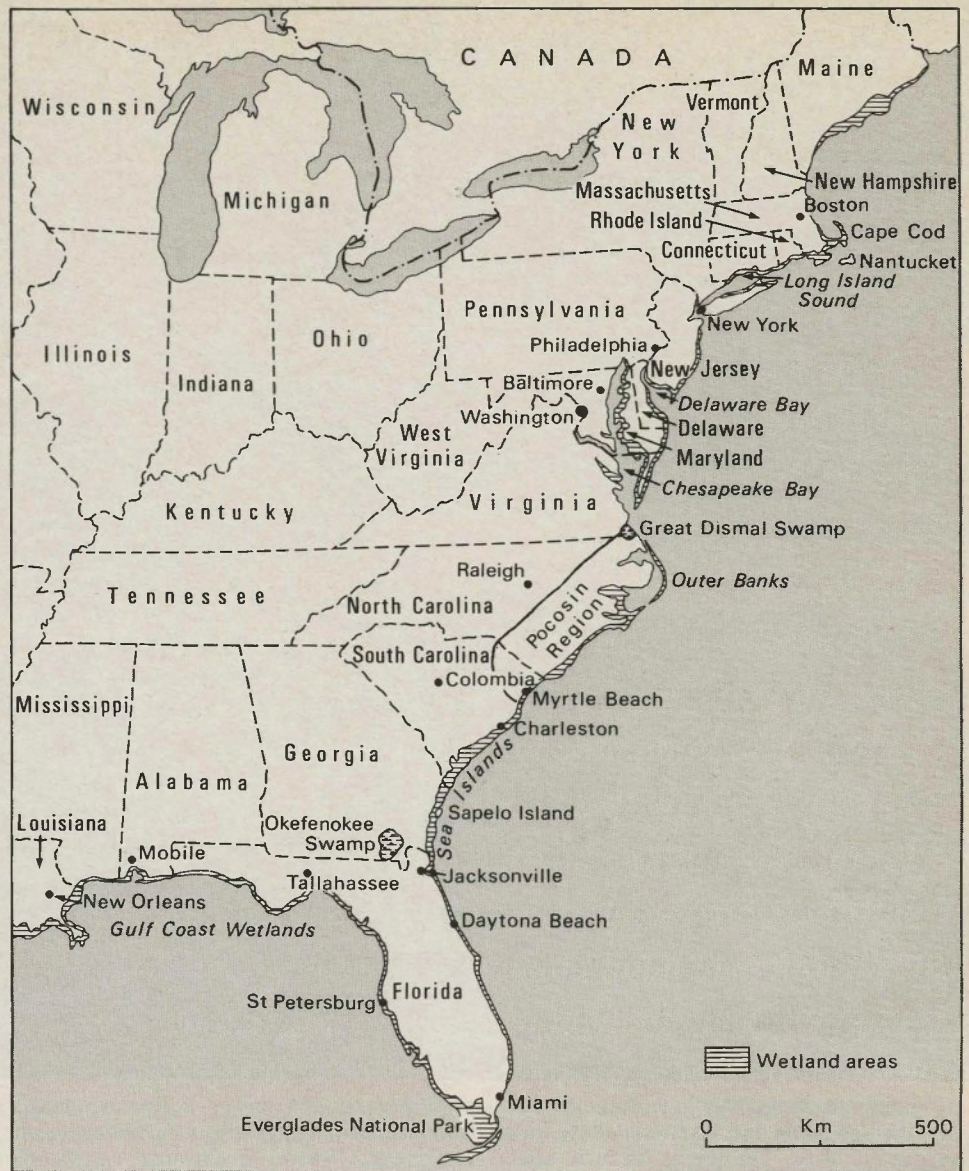 CANADA
Maine
Wisconsin
Vermont
New
York
Michigan
New Hampshire
Massachusetts
Boston
Rhode Island
Cape Cod
Connecticut
Nantucket
Long Island
Sound
Pennsylvania
New York
Ohio
Illinois
Philadelphia
Indiana
New Jersey
Baltimore
Delaware Bay
Washington
Delaware
West
Virginia
Maryland
Chesapeake Bay
Virginia
Kentucky
Great Dismal Swamp
Raleigh
Outer Banks
Tennessee
North Carolina
Pocosin
Region
South Carolina
Colombia
Myrtle Beach
Mississippi
Charleston
Georgia
Alabama
Sea Islands
Sapelo Island
Louisiana
Okefenokee
Swamp
Mobile
Tallahassee
Jacksonville
New Orleans
Gulf Coast Wetlands
Daytona Beach
St Petersburg
Florida
Wetland areas
Miami
Everglades National Park
0 Km 500